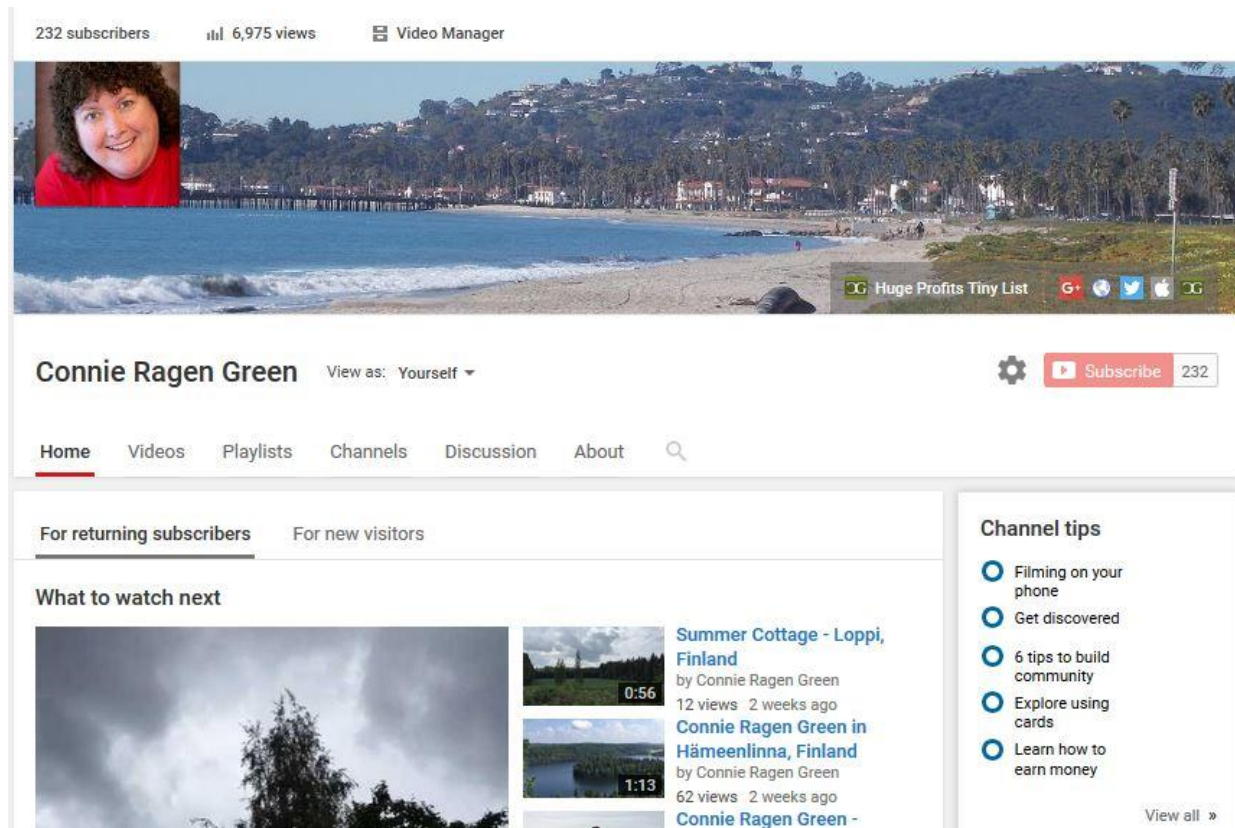 232 subscribers 6,975 views Video Manager
Huge Profits Tiny List G+
Connie Ragen Green View as: Yourself
Subscribe 232
Home Videos Playlists Channels Discussion About
For returning subscribers For new visitors
What to watch next
Summer Cottage - Loppi,
Finland
by Connie Ragen Green
0:56
12 views 2 weeks ago
Connie Ragen Green in
Hämeenlinna, Finland
by Connie Ragen Green
1:13
62 views 2 weeks ago
Connie Ragen Green -
Channel tips
Filming on your
phone
Get discovered
6 tips to build
community
Explore using
cards
Learn how to
earn money
View all »